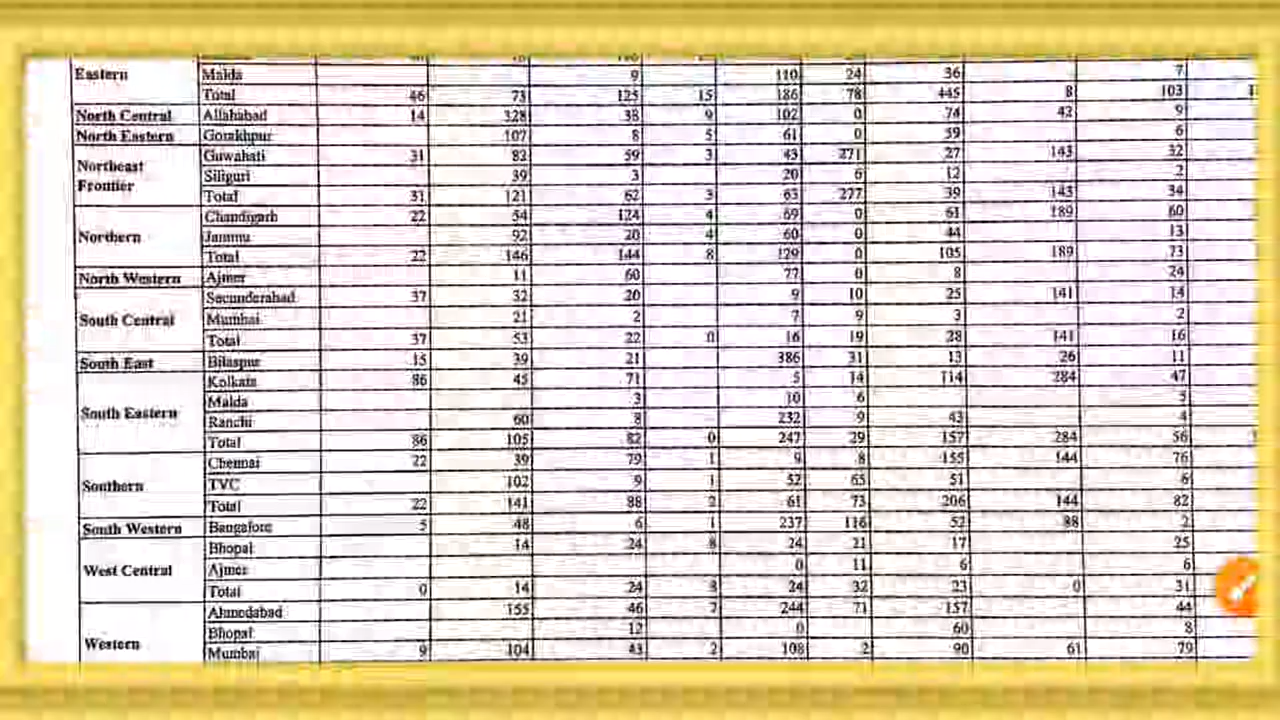 Eastern Malda 9 110 24 36 7
Total 46 73 125 15 186 78 445 8 103
North Central Allahabad 14 328 38 9 102 0 74 42 9
North Eastern Gorakhpur 107 8 5 61 0 59 6
Northeast Frontier Guwahati 31 82 59 3 43 271 27 143 32
Siliguri 39 3 20 6 12 2
Total 31 121 62 3 63 277 39 143 34
Northern Chandigarh 22 54 124 4 69 0 61 189 60
Jammu 92 20 4 60 0 44 13
Total 22 146 144 8 129 0 105 189 73
North Western Ajmer 11 60 77 0 8 24
South Central Secunderabad 37 32 20 9 10 25 141 14
Mumbai 21 2 7 9 3 2
Total 37 53 22 0 16 19 28 141 16
South East Bilaspur 15 39 21 386 31 13 26 11
South Eastern Kolkata 86 45 71 5 14 114 284 47
Malda 3 10 6 5
Ranchi 60 8 232 9 43 4
Total 86 105 82 0 247 29 157 284 56
Southern Chennai 22 39 79 1 9 8 155 144 76
TVC 102 9 1 52 65 51 6
Total 22 141 88 2 61 73 206 144 82
South Western Bangalore 5 48 6 1 237 116 52 88 2
West Central Bhopal 14 24 8 24 21 17 25
Ajmer 0 11 6 6
Total 0 14 24 24 32 23 0 31
Western Ahmedabad 155 46 7 244 71 157 44
Bhopal 12 0 60 8
Mumbai 9 104 43 2 108 2 90 61 79